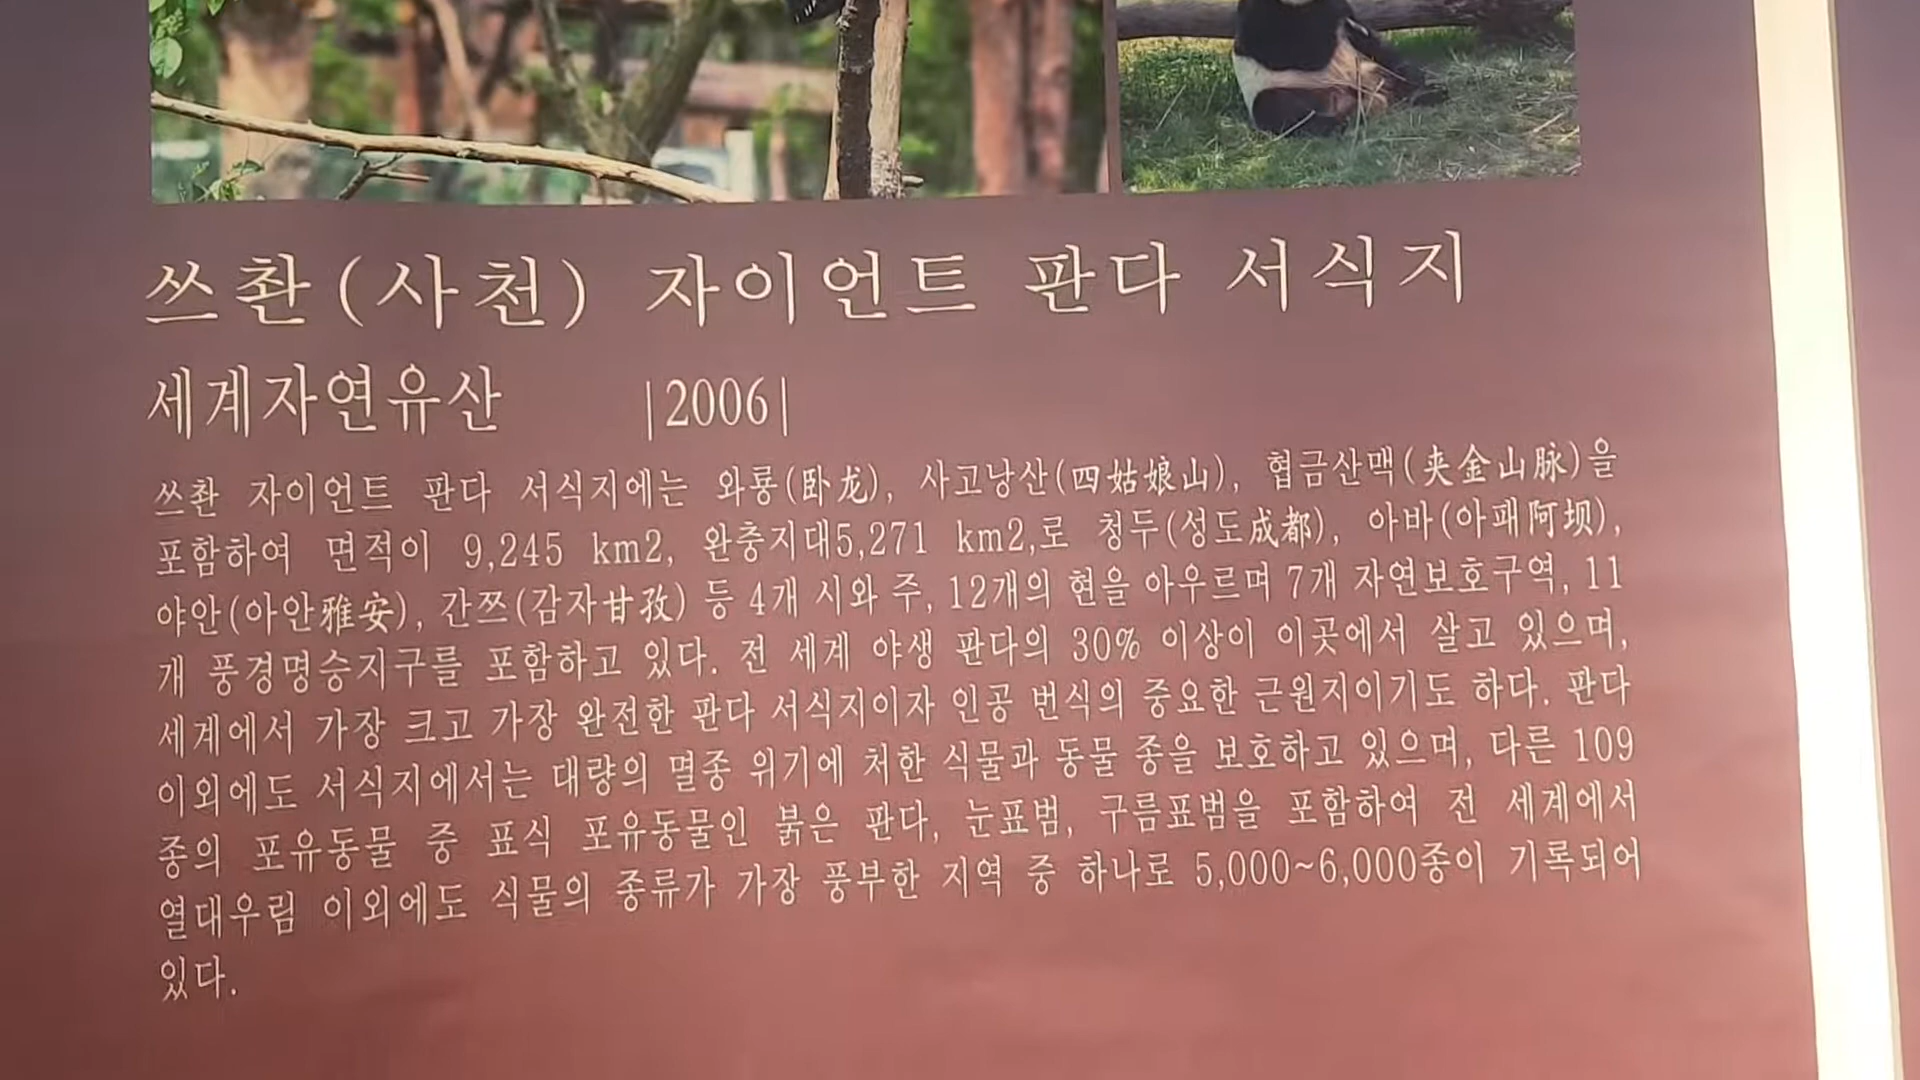 쓰촨(사천) 자이언트 판다 서식지
세계자연유산 |2006|
쓰촨 자이언트 판다 서식지에는 와룡(卧龙), 사고낭산(四姑娘山), 협금산맥(夹金山脉)을
포함하여 면적이 9,245 km2, 완충지대5,271 km2,로 청두(성도成都), 아바(아패阿坝),
야안(아안雅安), 간쯔(감자甘孜) 등 4개 시와 주, 12개의 현을 아우르며 7개 자연보호구역, 11
개 풍경명승지구를 포함하고 있다. 전 세계 야생 판다의 30% 이상이 이곳에서 살고 있으며,
세계에서 가장 크고 가장 완전한 판다 서식지이자 인공 번식의 중요한 근원지이기도 하다. 판다
이외에도 서식지에서는 대량의 멸종 위기에 처한 식물과 동물 종을 보호하고 있으며, 다른 109
종의 포유동물 중 표식 포유동물인 붉은 판다, 눈표범, 구름표범을 포함하여 전 세계에서
열대우림 이외에도 식물의 종류가 가장 풍부한 지역 중 하나로 5,000~6,000종이 기록되어
있다.